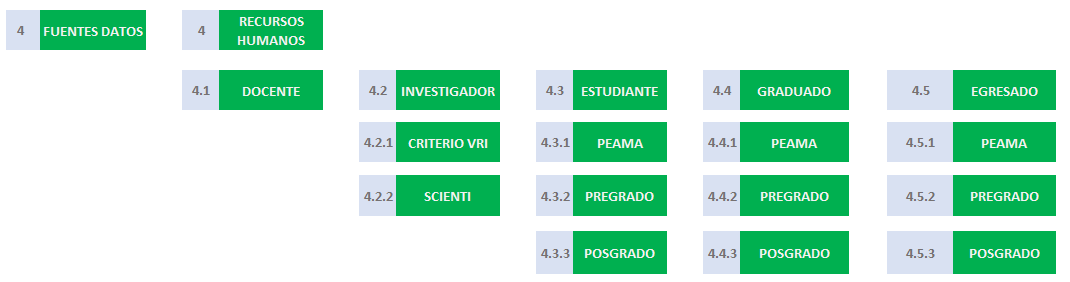 4 FUENTES DATOS 4 RECURSOS
HUMANOS
4.1 DOCENTE 4.2 INVESTIGADOR 4.3 ESTUDIANTE 4.4 GRADUADO 4.5 EGRESADO
4.2.1 CRITERIO VRI 4.3.1 PEAMA 4.4.1 PEAMA 4.5.1 PEAMA
4.2.2 SCIENTI 4.3.2 PREGRADO 4.4.2 PREGRADO 4.5.2 PREGRADO
4.3.3 POSGRADO 4.4.3 POSGRADO 4.5.3 POSGRADO